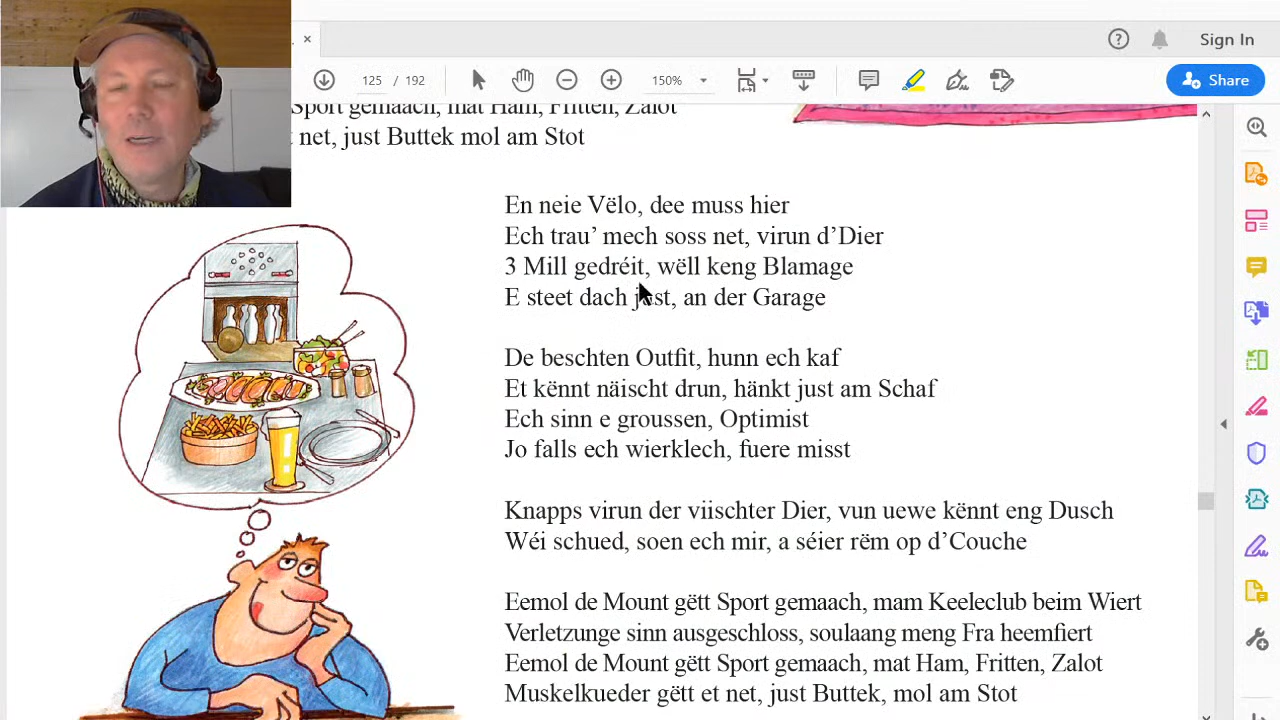 Sign In
125 / 192
150%
Share
Sport gemaach, mat Ham, Fritten, Zalot
net, just Buttek mol am Stot
En neie Vëlo, dee muss hier
Ech trau’ mech soss net, virun d’Dier
3 Mill gedréit, wëll keng Blamage
E steet dach just, an der Garage
De beschten Outfit, hunn ech kaf
Et kënnt näischt drun, hänkt just am Schaf
Ech sinn e groussen, Optimist
Jo falls ech wierklech, fuere misst
Knapps virun der viischter Dier, vun uewe kënnt eng Dusch
Wéi schued, soen ech mir, a séier rëm op d’Couche
Eemol de Mount gëtt Sport gemaach, mam Keeleclub beim Wiert
Verletzunge sinn ausgeschloss, soulaang meng Fra heemfiert
Eemol de Mount gëtt Sport gemaach, mat Ham, Fritten, Zalot
Muskelkueder gëtt et net, just Buttek, mol am Stot